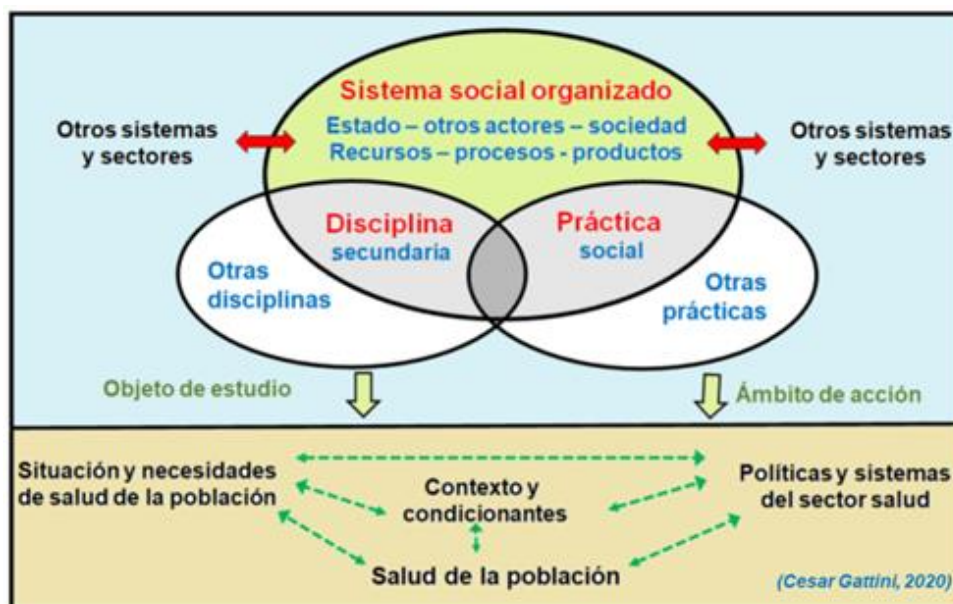 Sistema social organizado
Estado – otros actores – sociedad
Recursos – procesos - productos
Otros sistemas
y sectores
Otros sistemas
y sectores
Disciplina
secundaria
Práctica
social
Otras
disciplinas
Otras
prácticas
Objeto de estudio
Ámbito de acción
Situación y necesidades
de salud de la población
Contexto y
condicionantes
Políticas y sistemas
del sector salud
Salud de la población
(Cesar Gattini, 2020)